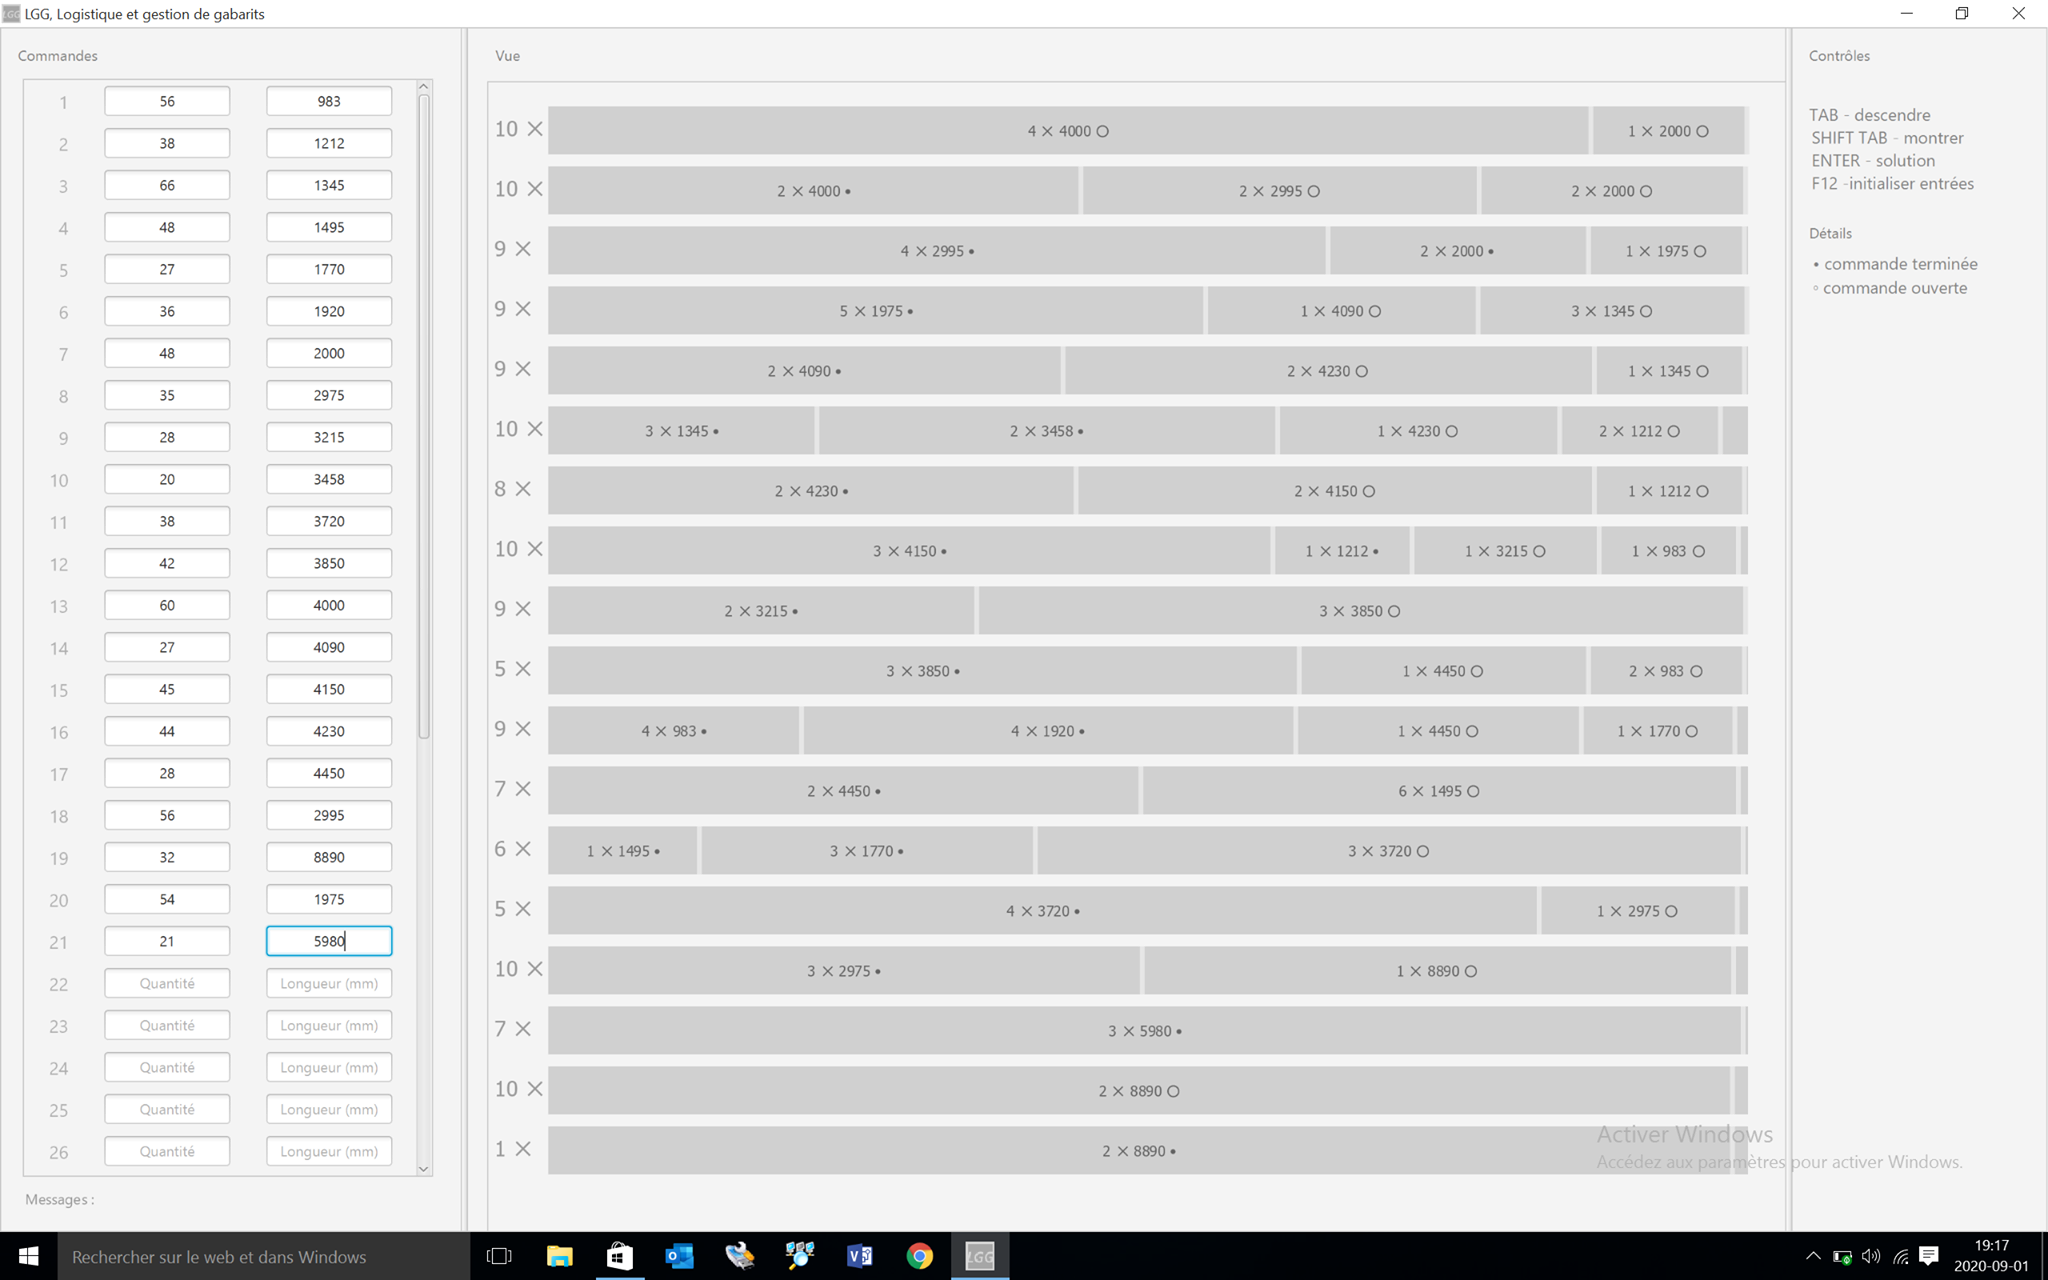 LGG, Logistique et gestion de gabarits
Commandes
1 56 983
2 38 1212
3 66 1345
4 48 1495
5 27 1770
6 36 1920
7 48 2000
8 35 2975
9 28 3215
10 20 3458
11 38 3720
12 42 3850
13 60 4000
14 27 4090
15 45 4150
16 44 4230
17 28 4450
18 56 2995
19 32 8890
20 54 1975
21 21 5980
22 Quantité Longueur (mm)
23 Quantité Longueur (mm)
24 Quantité Longueur (mm)
25 Quantité Longueur (mm)
26 Quantité Longueur (mm)
Messages :
Vue
10 × 4 × 4000 ○ 1 × 2000 ○
10 × 2 × 4000 • 2 × 2995 ○ 2 × 2000 ○
9 × 4 × 2995 • 2 × 2000 • 1 × 1975 ○
9 × 5 × 1975 • 1 × 4090 ○ 3 × 1345 ○
9 × 2 × 4090 • 2 × 4230 ○ 1 × 1345 ○
10 × 3 × 1345 • 2 × 3458 • 1 × 4230 ○ 2 × 1212 ○
8 × 2 × 4230 • 2 × 4150 ○ 1 × 1212 ○
10 × 3 × 4150 • 1 × 1212 • 1 × 3215 ○ 1 × 983 ○
9 × 2 × 3215 • 3 × 3850 ○
5 × 3 × 3850 • 1 × 4450 ○ 2 × 983 ○
9 × 4 × 983 • 4 × 1920 • 1 × 4450 ○ 1 × 1770 ○
7 × 2 × 4450 • 6 × 1495 ○
6 × 1 × 1495 • 3 × 1770 • 3 × 3720 ○
5 × 4 × 3720 • 1 × 2975 ○
10 × 3 × 2975 • 1 × 8890 ○
7 × 3 × 5980 •
10 × 2 × 8890 ○
1 × 2 × 8890 •
Contrôles
TAB - descendre
SHIFT TAB - montrer
ENTER - solution
F12 -initialiser entrées
Détails
• commande terminée
◦ commande ouverte
Activer Windows
Accédez aux paramètres pour activer Windows.
Rechercher sur le web et dans Windows
LGG
19:17
2020-09-01